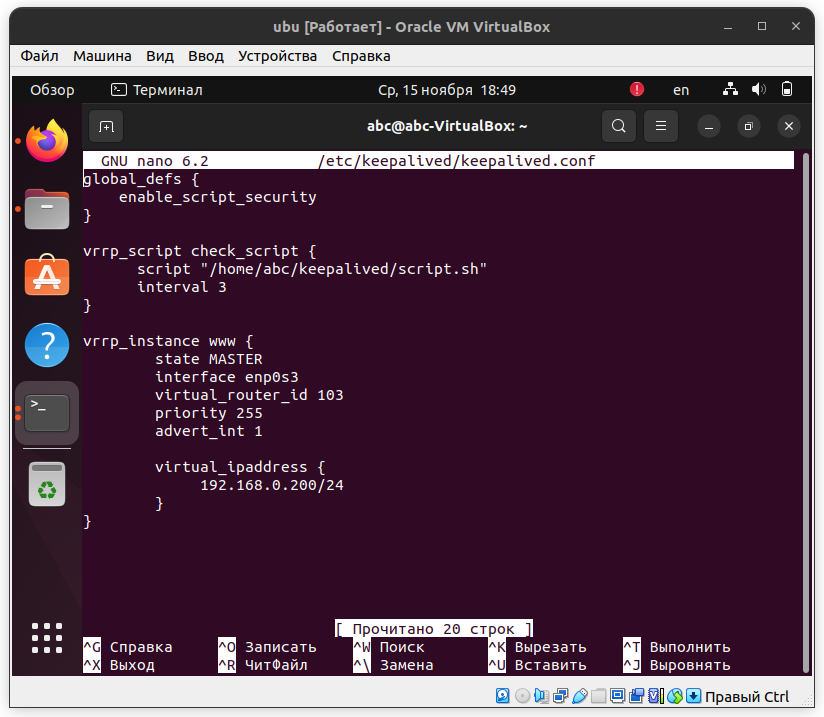 ubu [Работает] - Oracle VM VirtualBox
Файл Машина Вид Ввод Устройства Справка
Обзор Терминал Ср, 15 ноября 18:49 en
abc@abc-VirtualBox: ~
GNU nano 6.2 /etc/keepalived/keepalived.conf
global_defs {
    enable_script_security
}

vrrp_script check_script {
      script "/home/abc/keepalived/script.sh"
      interval 3
}

vrrp_instance www {
        state MASTER
        interface enp0s3
        virtual_router_id 103
        priority 255
        advert_int 1

        virtual_ipaddress {
             192.168.0.200/24
        }
}
[ Прочитано 20 строк ]
^G Справка ^O Записать ^W Поиск ^K Вырезать ^T Выполнить
^X Выход ^R ЧитФайл ^\ Замена ^U Вставить ^J Выровнять
Правый Ctrl